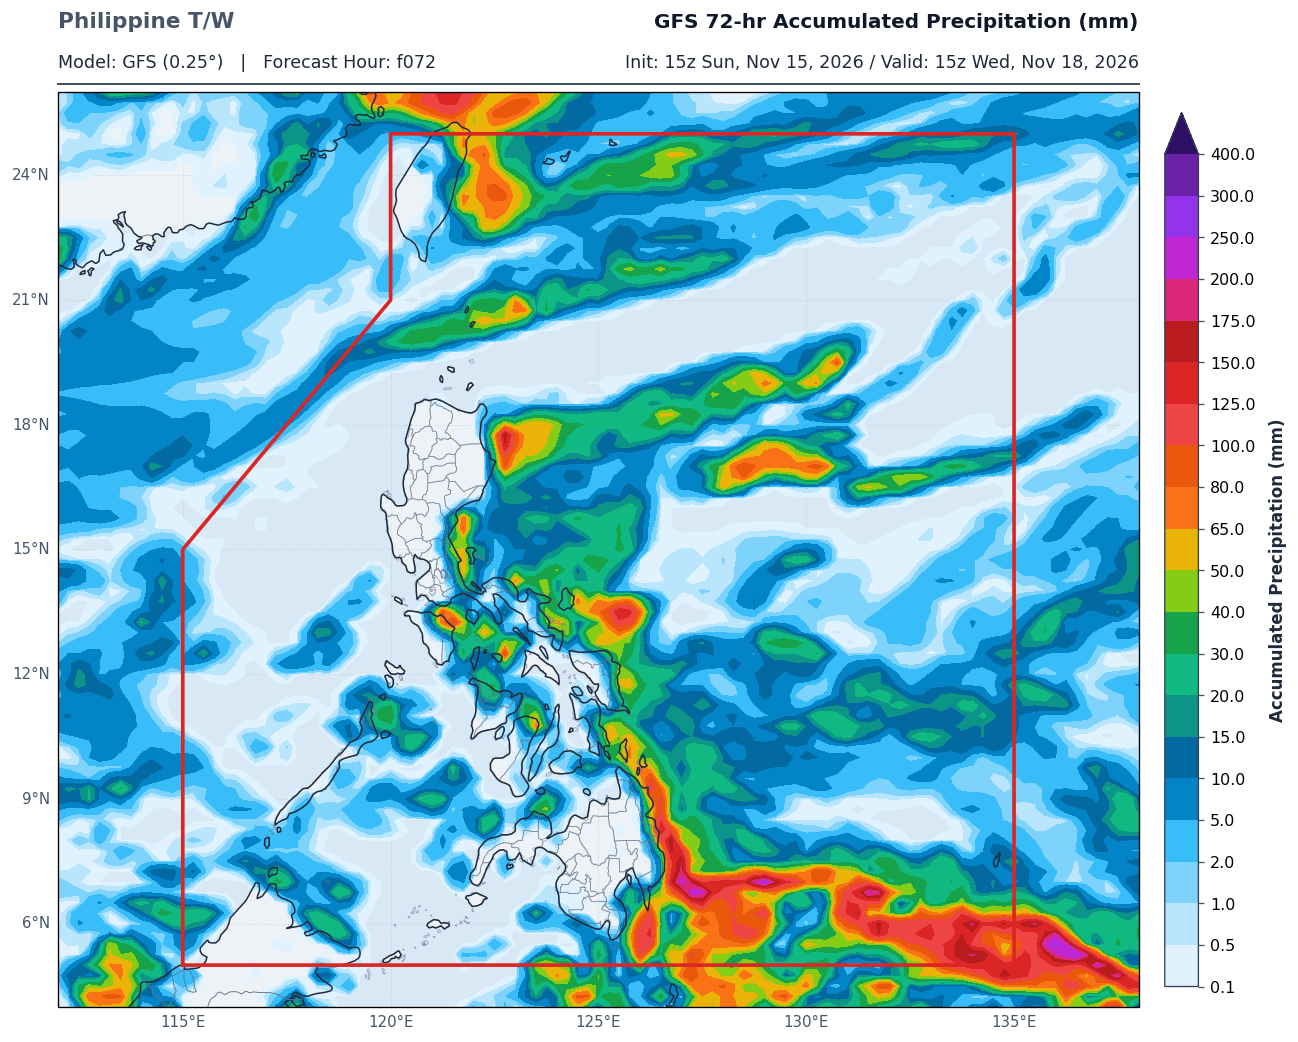 Philippine T/W
GFS 72-hr Accumulated Precipitation (mm)
Model: GFS (0.25°)   |   Forecast Hour: f072
Init: 15z Sun, Nov 15, 2026 / Valid: 15z Wed, Nov 18, 2026
24°N
21°N
18°N
15°N
12°N
9°N
6°N
115°E
120°E
125°E
130°E
135°E
400.0
300.0
250.0
200.0
175.0
150.0
125.0
100.0
80.0
65.0
50.0
40.0
30.0
20.0
15.0
10.0
5.0
2.0
1.0
0.5
0.1
Accumulated Precipitation (mm)